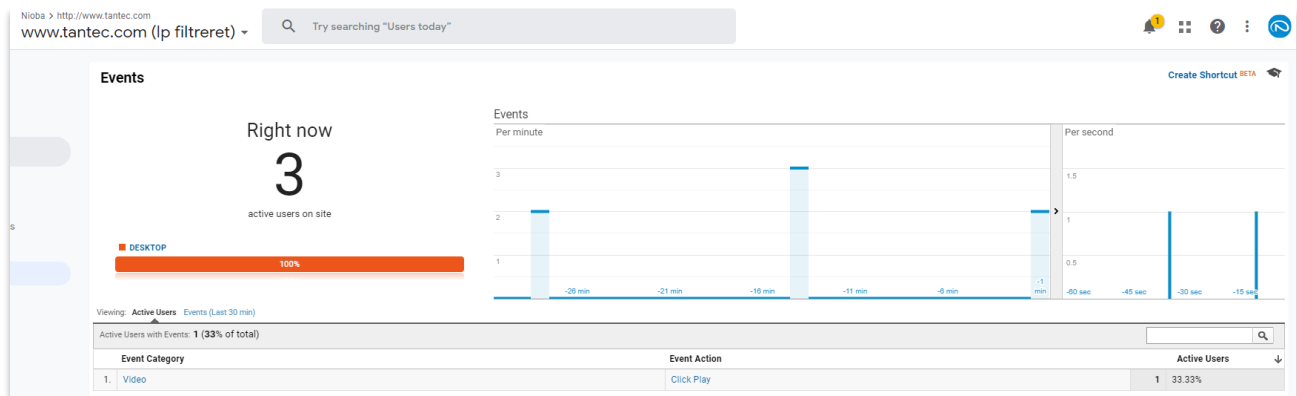 Nioba > http://www.tantec.com
www.tantec.com (Ip filtreret)
Try searching "Users today"
1
Events
Create Shortcut BETA
Right now
3
active users on site
DESKTOP
100%
Events
Per minute
3
2
1
-26 min -21 min -16 min -11 min -6 min -1 min
Per second
1.5
1
0.5
-60 sec -45 sec -30 sec -15 sec
s
Viewing: Active Users Events (Last 30 min)
Active Users with Events: 1 (33% of total)
Event Category Event Action Active Users
1. Video Click Play 1 33.33%